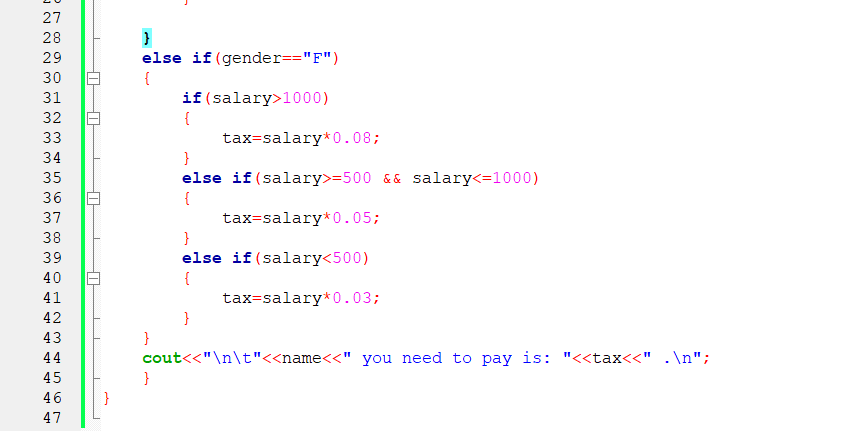 26 }
27
28 }
29 else if(gender=="F")
30 {
31 if(salary>1000)
32 {
33 tax=salary*0.08;
34 }
35 else if(salary>=500 && salary<=1000)
36 {
37 tax=salary*0.05;
38 }
39 else if(salary<500)
40 {
41 tax=salary*0.03;
42 }
43 }
44 cout<<"\n\t"<<name<<" you need to pay is: "<<tax<<" .\n";
45 }
46 }
47